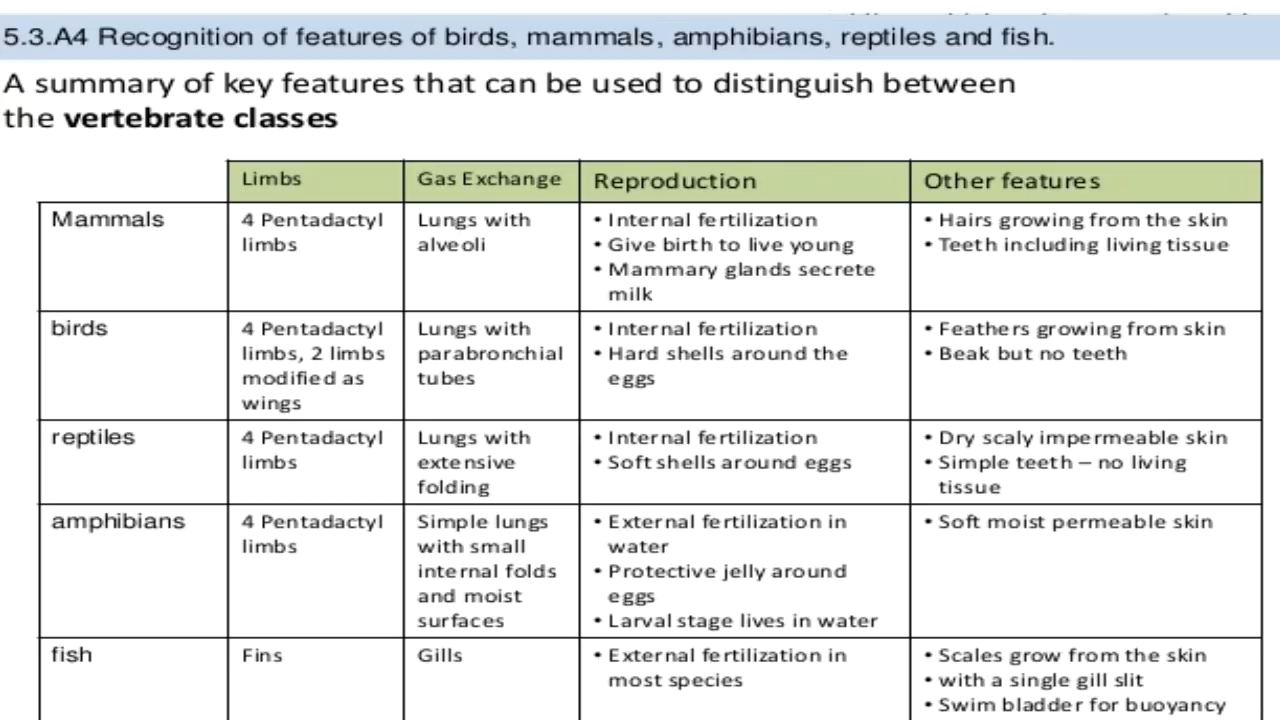 5.3.A4 Recognition of features of birds, mammals, amphibians, reptiles and fish.
A summary of key features that can be used to distinguish between
the vertebrate classes
Limbs
Gas Exchange
Reproduction
Other features
Mammals
4 Pentadactyl
limbs
Lungs with
alveoli
• Internal fertilization
• Give birth to live young
• Mammary glands secrete
milk
• Hairs growing from the skin
• Teeth including living tissue
birds
4 Pentadactyl
limbs, 2 limbs
modified as
wings
Lungs with
parabronchial
tubes
• Internal fertilization
• Hard shells around the
eggs
• Feathers growing from skin
• Beak but no teeth
reptiles
4 Pentadactyl
limbs
Lungs with
extensive
folding
• Internal fertilization
• Soft shells around eggs
• Dry scaly impermeable skin
• Simple teeth – no living
tissue
amphibians
4 Pentadactyl
limbs
Simple lungs
with small
internal folds
and moist
surfaces
• External fertilization in
water
• Protective jelly around
eggs
• Larval stage lives in water
• Soft moist permeable skin
fish
Fins
Gills
• External fertilization in
most species
• Scales grow from the skin
• with a single gill slit
• Swim bladder for buoyancy